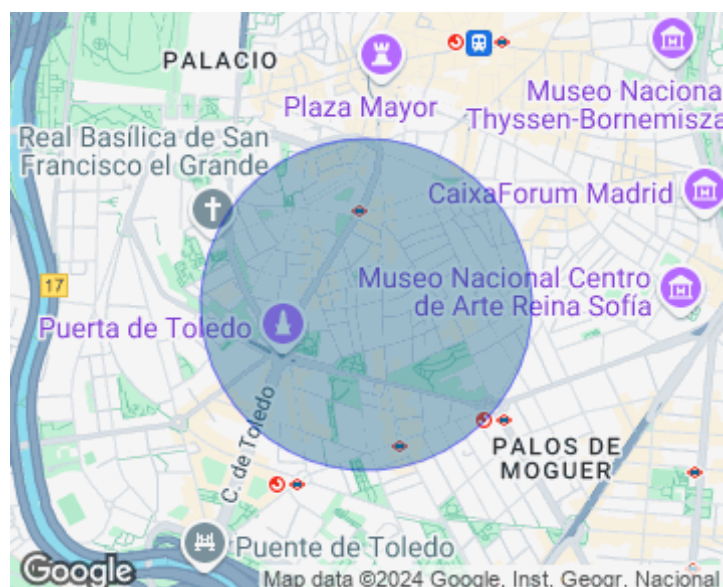 PALACIO
Plaza Mayor
Museo Naciona
Thyssen-Bornemisza
Real Basílica de San
Francisco el Grande
CaixaForum Madrid
17
Museo Nacional Centro
de Arte Reina Sofía
Puerta de Toledo
C. de Toledo
PALOS DE
MOGUER
Puente de Toledo
Google
Map data ©2024 Google, Inst. Geogr. Nacional